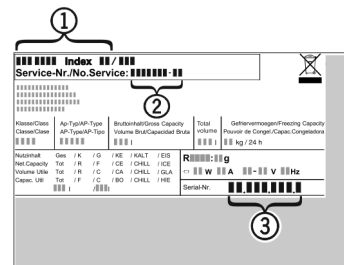 1
Index /
Service-Nr./No.Service: -
2
Klasse/Class Ap-Typ/AP-Type Bruttoinhalt/Gross Capacity Total Gefriervermoegen/Freezing Capacity
Classe/Clase AP-Type/AP-Tipo Volume Brut/Capacidad Bruta volume Pouvoir de Congel./Capac.Congeladora
l l kg / 24 h
Nutzinhalt Ges / K / G / KE / KALT / EIS
Net.Capacity Tot / R / F / CE / CHILL / ICE
Volume Utile Tot / R / C / CA / CHILL / GLA
Capac. Util Tot / F / C / BO / CHILL / HIE
l / l
R : g
W A - V Hz
Serial-Nr. . . .
3